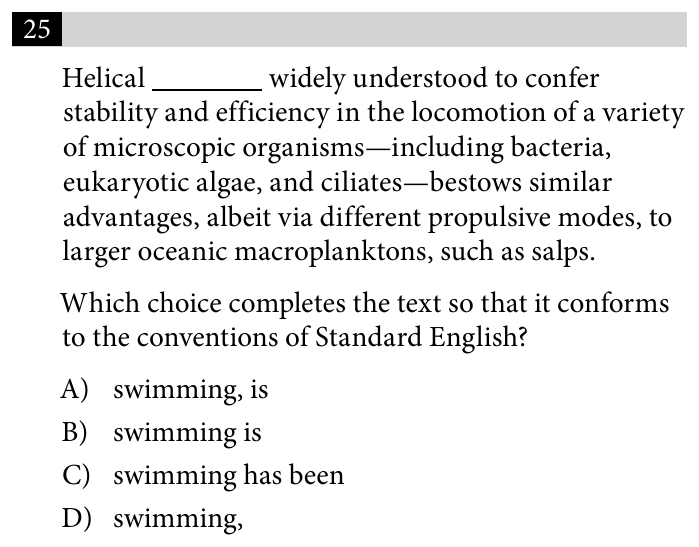 25
Helical ________ widely understood to confer
stability and efficiency in the locomotion of a variety
of microscopic organisms—including bacteria,
eukaryotic algae, and ciliates—bestows similar
advantages, albeit via different propulsive modes, to
larger oceanic macroplanktons, such as salps.
Which choice completes the text so that it conforms
to the conventions of Standard English?
A) swimming, is
B) swimming is
C) swimming has been
D) swimming,